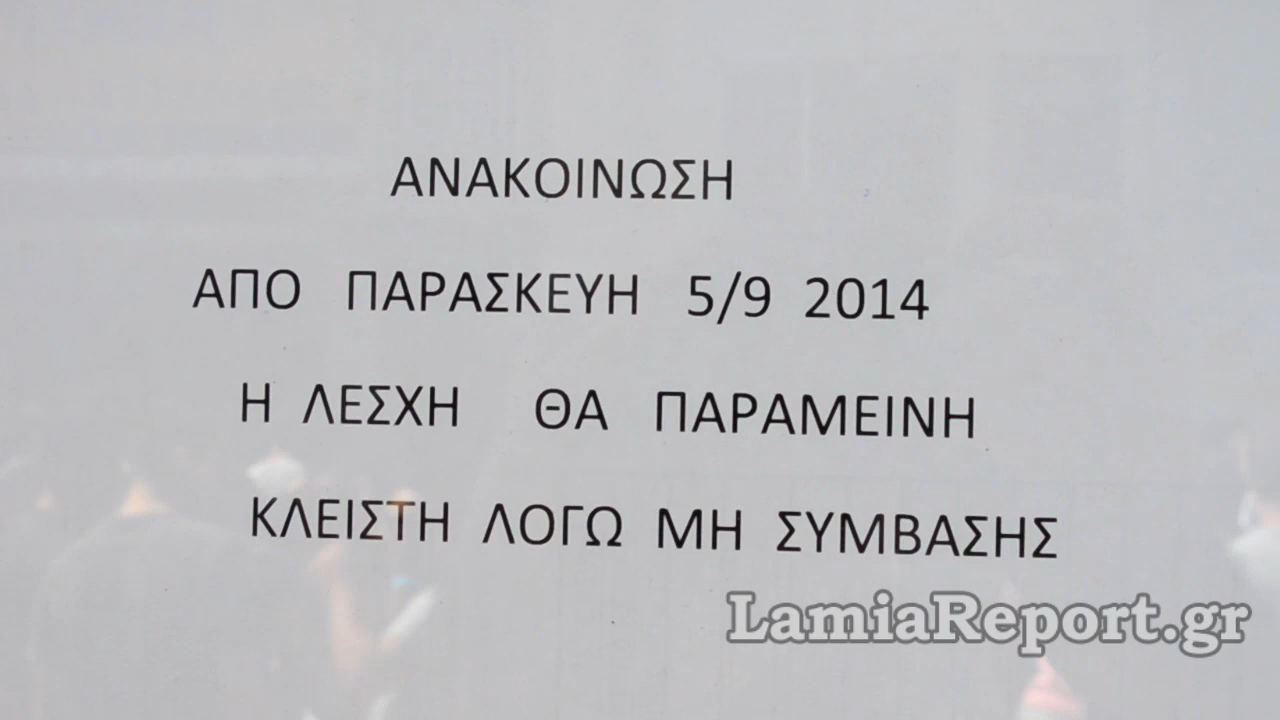 ΑΝΑΚΟΙΝΩΣΗ
ΑΠΟ ΠΑΡΑΣΚΕΥΗ 5/9 2014
Η ΛΕΣΧΗ ΘΑ ΠΑΡΑΜΕΙΝΗ
ΚΛΕΙΣΤΗ ΛΟΓΩ ΜΗ ΣΥΜΒΑΣΗΣ
LamiaReport.gr